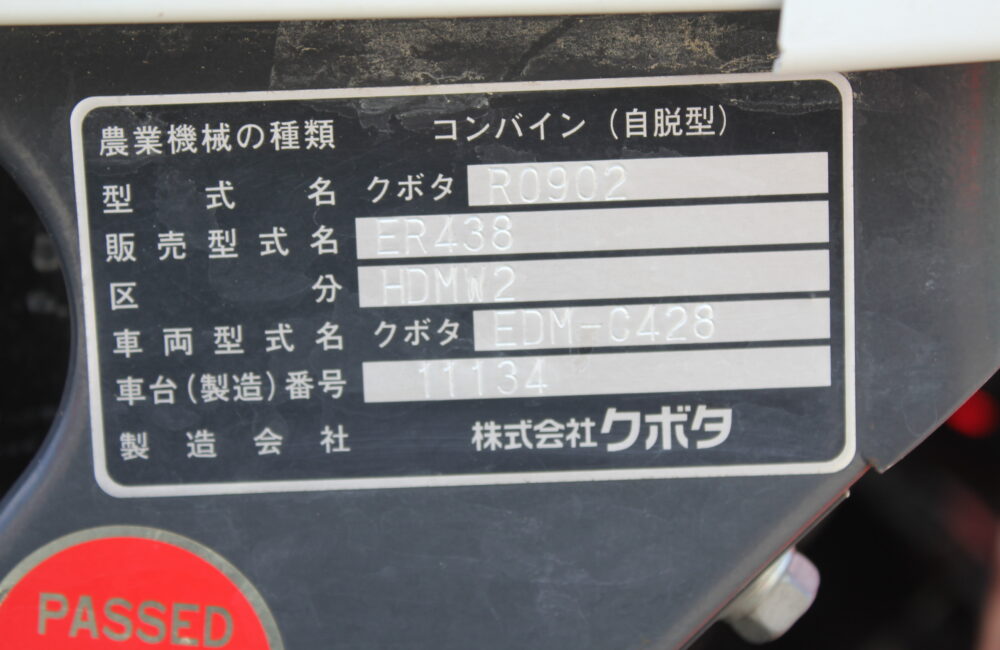 農業機械の種類 コンバイン（自脱型）
型式名 クボタ R0902
販売型式名 ER438
区分 HDMW2
車両型式名 クボタ EDM-C428
車台(製造)番号 11134
製造会社 株式会社クボタ
PASSED